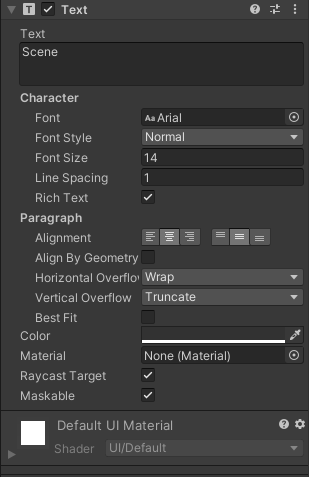 Text
Text
Scene
Character
Font Arial
Font Style Normal
Font Size 14
Line Spacing 1
Rich Text
Paragraph
Alignment
Align By Geometry
Horizontal Overflow Wrap
Vertical Overflow Truncate
Best Fit
Color
Material None (Material)
Raycast Target
Maskable
Default UI Material
Shader UI/Default